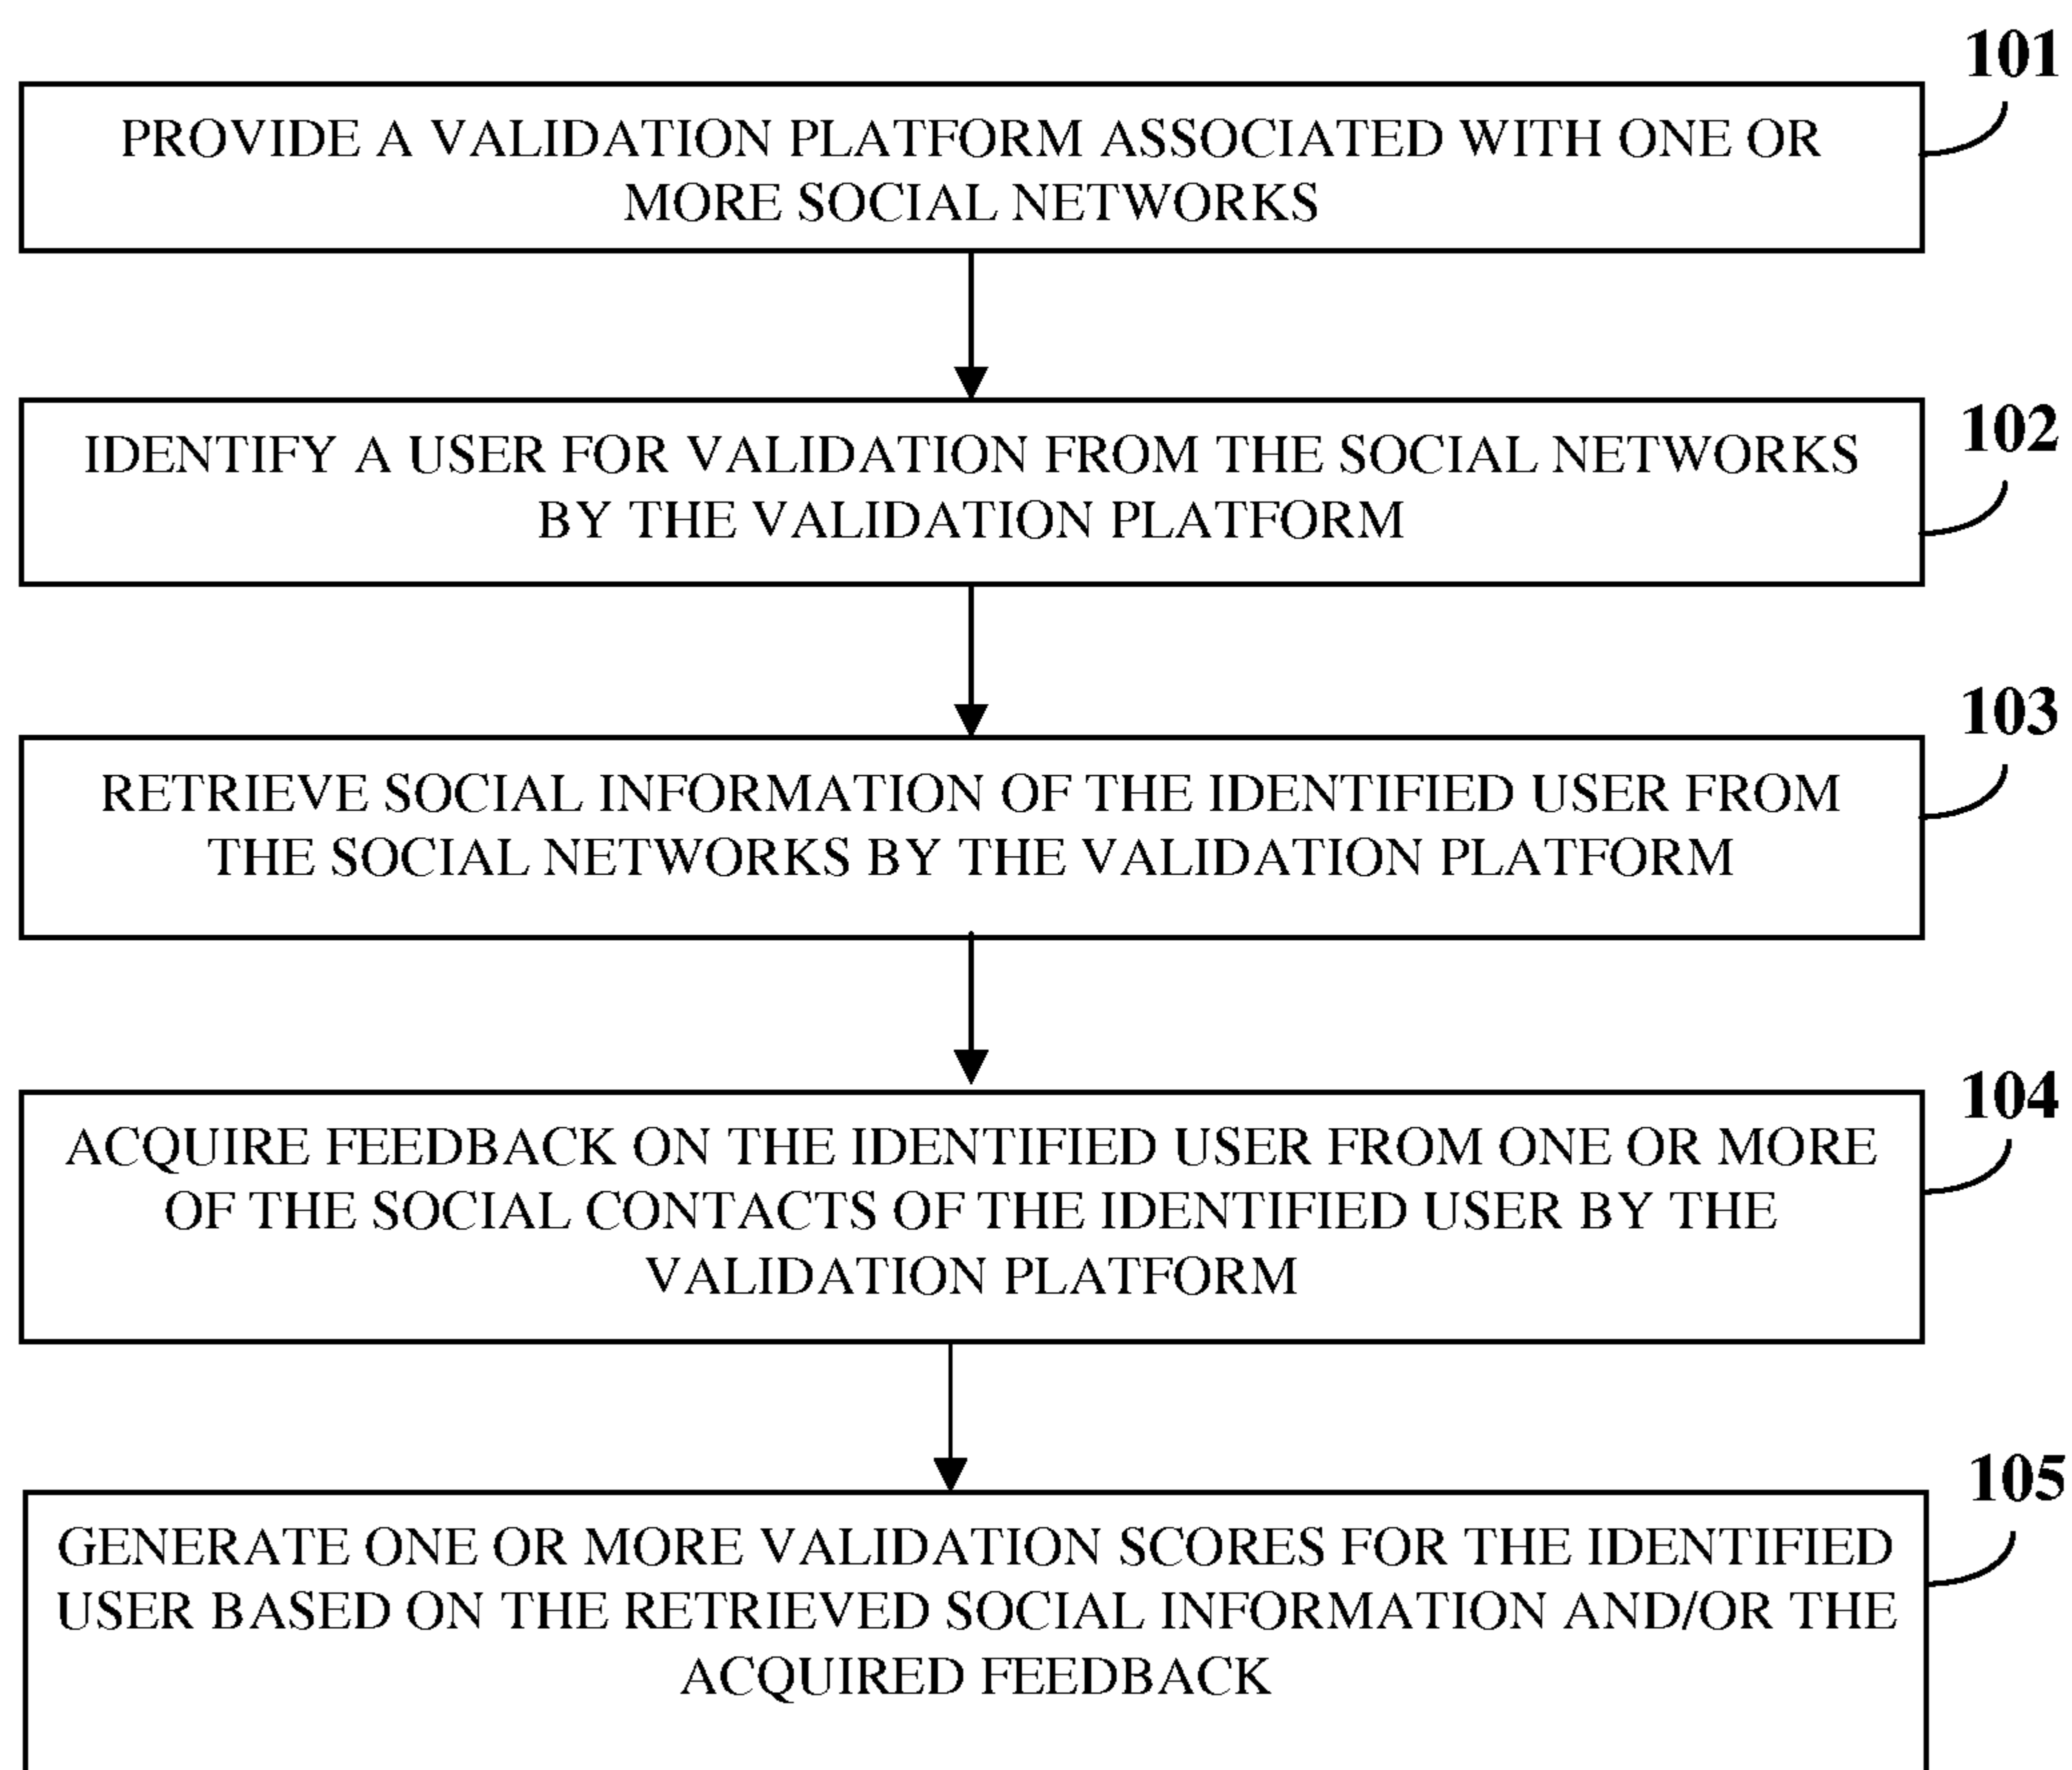 101
PROVIDE A VALIDATION PLATFORM ASSOCIATED WITH ONE OR
MORE SOCIAL NETWORKS
102
IDENTIFY A USER FOR VALIDATION FROM THE SOCIAL NETWORKS
BY THE VALIDATION PLATFORM
103
RETRIEVE SOCIAL INFORMATION OF THE IDENTIFIED USER FROM
THE SOCIAL NETWORKS BY THE VALIDATION PLATFORM
104
ACQUIRE FEEDBACK ON THE IDENTIFIED USER FROM ONE OR MORE
OF THE SOCIAL CONTACTS OF THE IDENTIFIED USER BY THE
VALIDATION PLATFORM
105
GENERATE ONE OR MORE VALIDATION SCORES FOR THE IDENTIFIED
USER BASED ON THE RETRIEVED SOCIAL INFORMATION AND/OR THE
ACQUIRED FEEDBACK